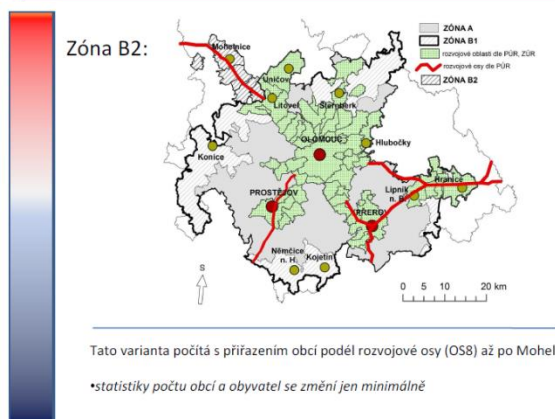 Zóna B2:
ZÓNA A
ZÓNA B1
rozvojové oblasti dle PÚR, ZÚR
rozvojové osy dle PÚR
ZÓNA B2
Mohelnice
Uničov
Litovel
Šternberk
OLOMOUC
Hlubočky
Konice
Hranice
Lipník
n. B.
PROSTĚJOV
PŘEROV
Němčice
n. H.
Kojetín
S
0 5 10 20 km
Tato varianta počítá s přiřazením obcí podél rozvojové osy (OS8) až po Mohel
•statistiky počtu obcí a obyvatel se změní jen minimálně